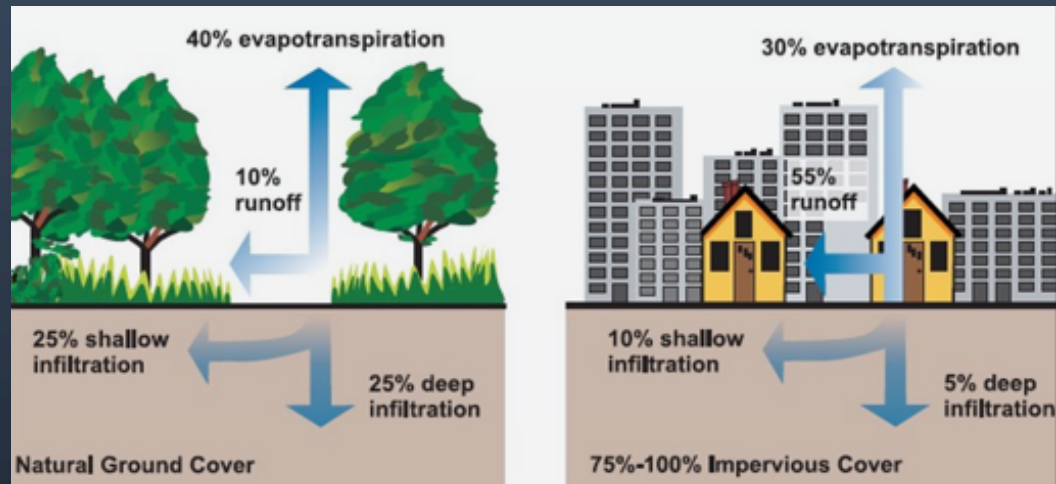 40% evapotranspiration
10%
runoff
25% shallow
infiltration
25% deep
infiltration
Natural Ground Cover
30% evapotranspiration
55%
runoff
10% shallow
infiltration
5% deep
infiltration
75%-100% Impervious Cover